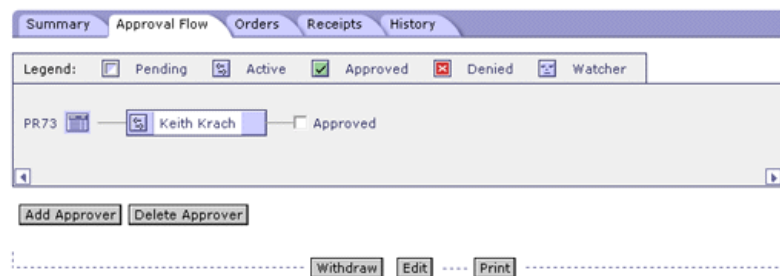 Summary Approval Flow Orders Receipts History
Legend: Pending Active Approved Denied Watcher
PR73 Keith Krach Approved
Add Approver Delete Approver
Withdraw Edit Print